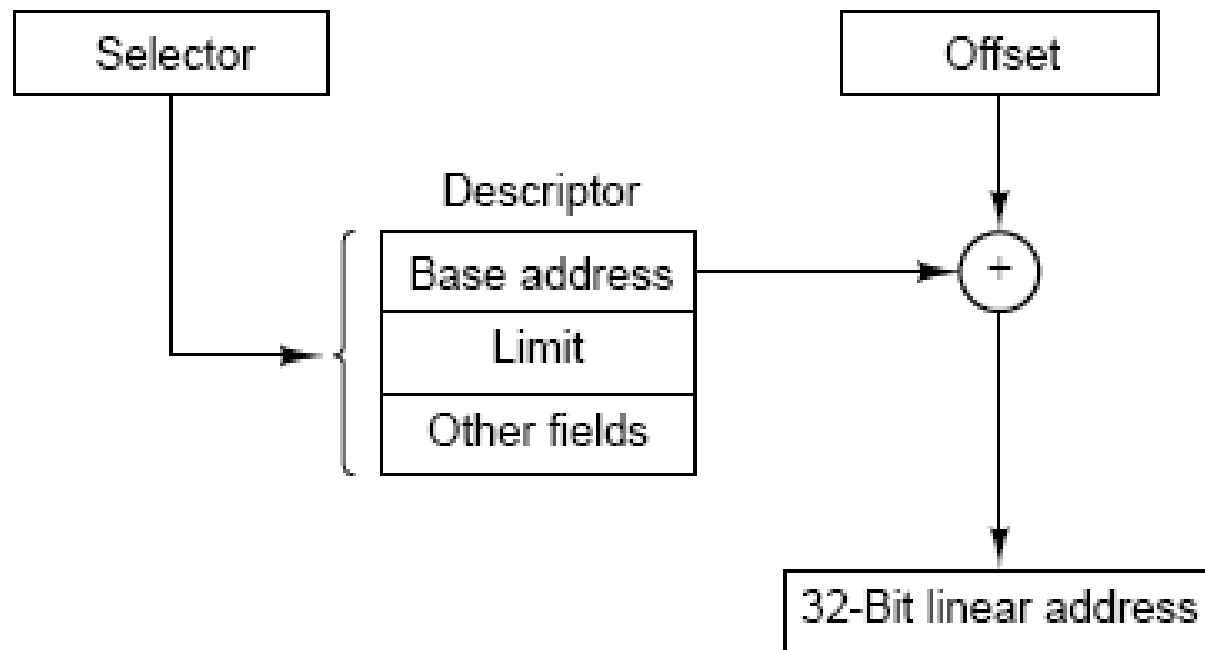 Selector
Offset
Descriptor
Base address
+
Limit
Other fields
32-Bit linear address